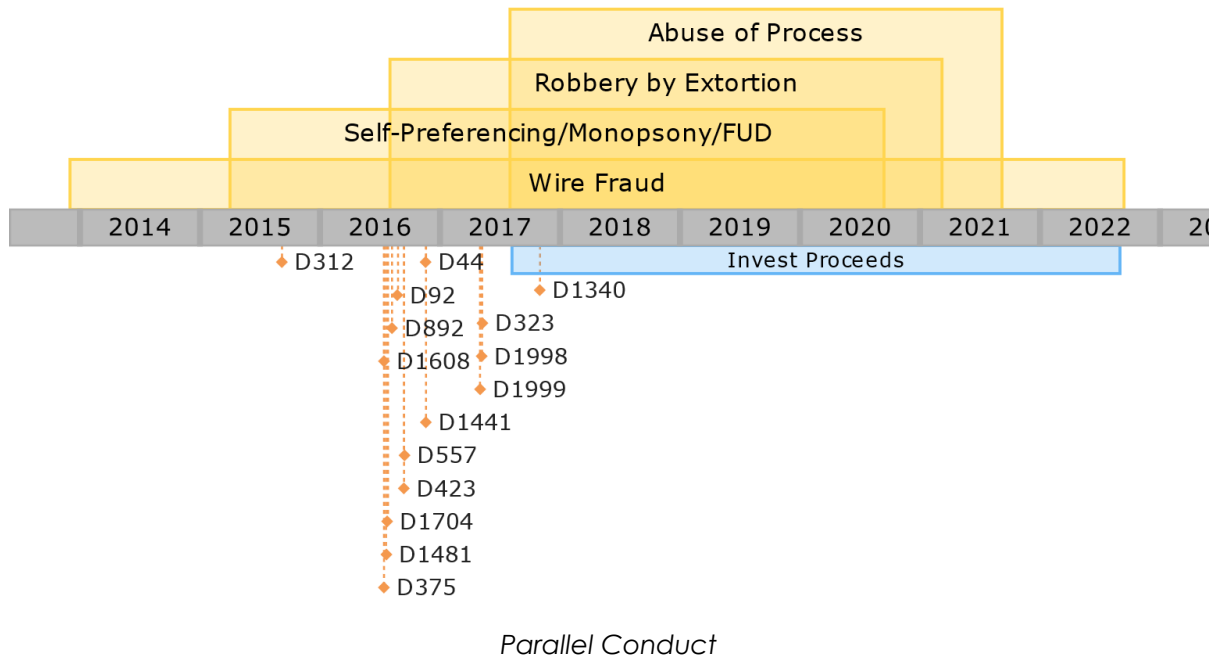 Abuse of Process
Robbery by Extortion
Self-Preferencing/Monopsony/FUD
Wire Fraud
2014 2015 2016 2017 2018 2019 2020 2021 2022 20
Invest Proceeds
D312 D44
D1340
D92
D892 D323
D1608 D1998
D1999
D1441
D557
D423
D1704
D1481
D375
Parallel Conduct